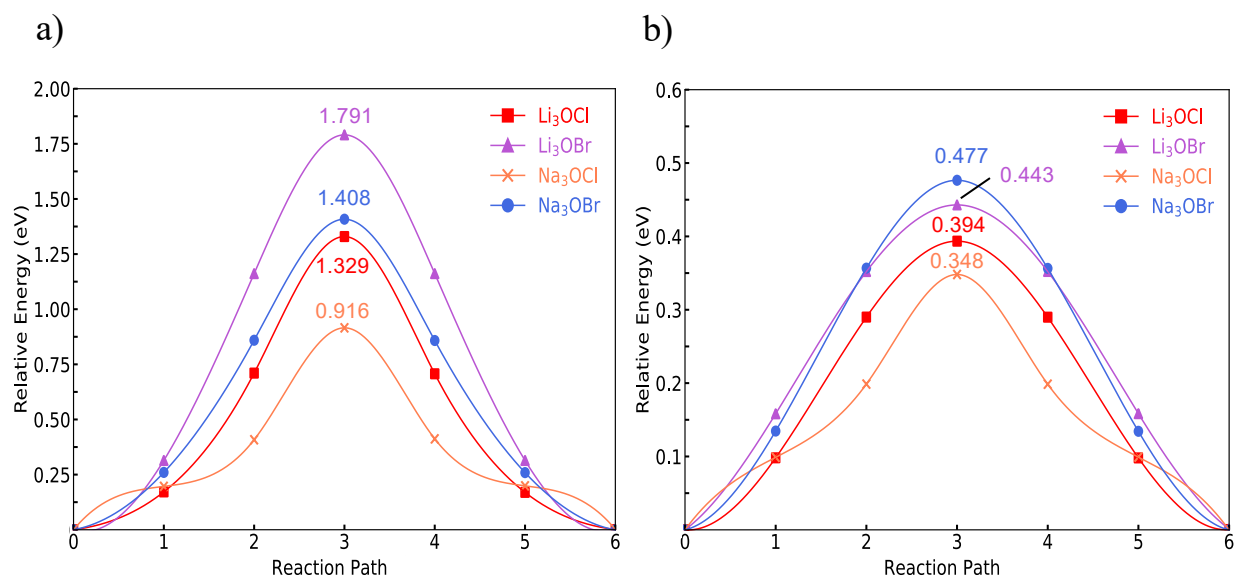 a)
2.00
1.75
1.50
1.25
1.00
0.75
0.50
0.25
0
0
1
2
3
4
5
6
Relative Energy (eV)
Reaction Path
Li₃OCl
Li₃OBr
Na₃OCl
Na₃OBr
1.791
1.408
1.329
0.916
b)
0.6
0.5
0.4
0.3
0.2
0.1
0
0
1
2
3
4
5
6
Relative Energy (eV)
Reaction Path
Li₃OCl
Li₃OBr
Na₃OCl
Na₃OBr
0.477
0.443
0.394
0.348